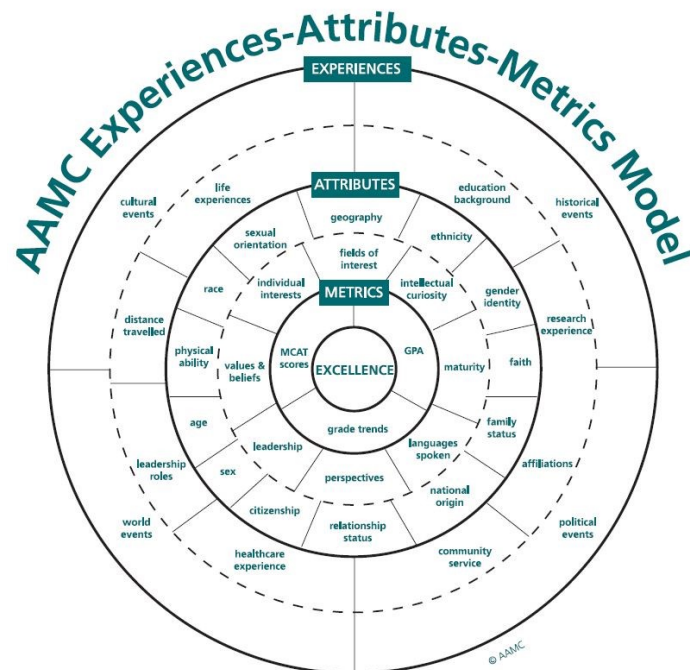 AAMC Experiences-Attributes-Metrics Model
EXPERIENCES
cultural
events
life
experiences
education
background
historical
events
distance
travelled
research
experience
leadership
roles
affiliations
world
events
healthcare
experience
community
service
political
events
ATTRIBUTES
geography
sexual
orientation
ethnicity
race
gender
identity
physical
ability
faith
age
family
status
sex
national
origin
citizenship
relationship
status
fields of
interest
individual
interests
intellectual
curiosity
values &
beliefs
maturity
leadership
languages
spoken
perspectives
METRICS
MCAT
scores
GPA
grade trends
EXCELLENCE
© AAMC